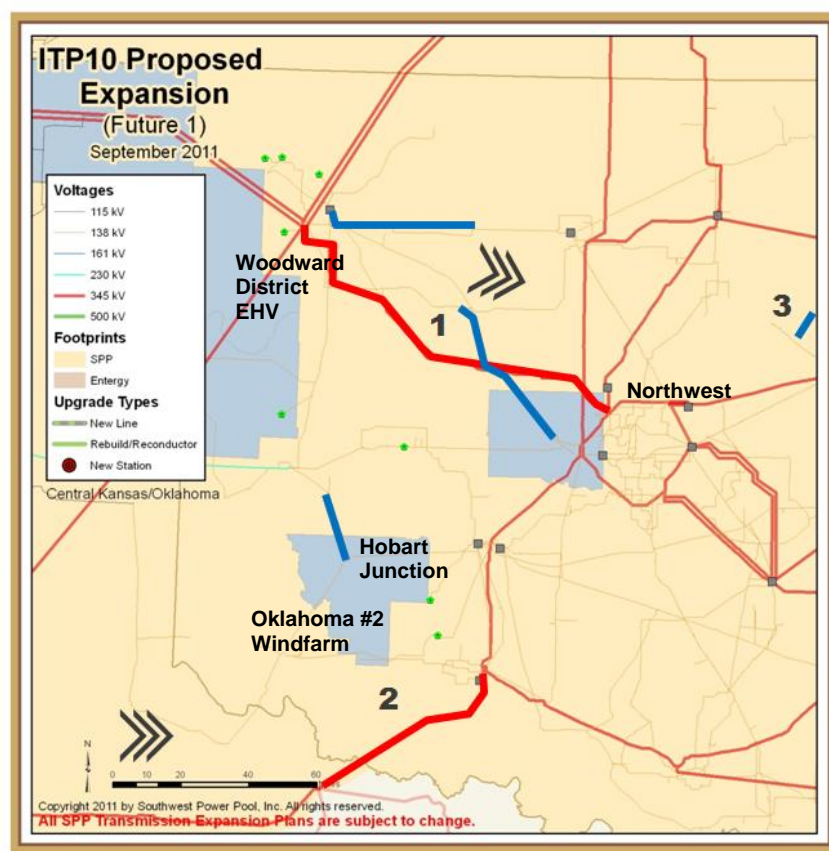 ITP10 Proposed
Expansion
(Future 1)
September 2011
Voltages
115 kV
138 kV
161 kV
230 kV
345 kV
500 kV
Footprints
SPP
Entergy
Upgrade Types
New Line
Rebuild/Reconductor
New Station
Central Kansas/Oklahoma
Woodward
District
EHV
1
3
Northwest
Hobart
Junction
Oklahoma #2
Windfarm
2
N
0 10 20 40 60
Copyright 2011 by Southwest Power Pool, Inc. All rights reserved.
All SPP Transmission Expansion Plans are subject to change.